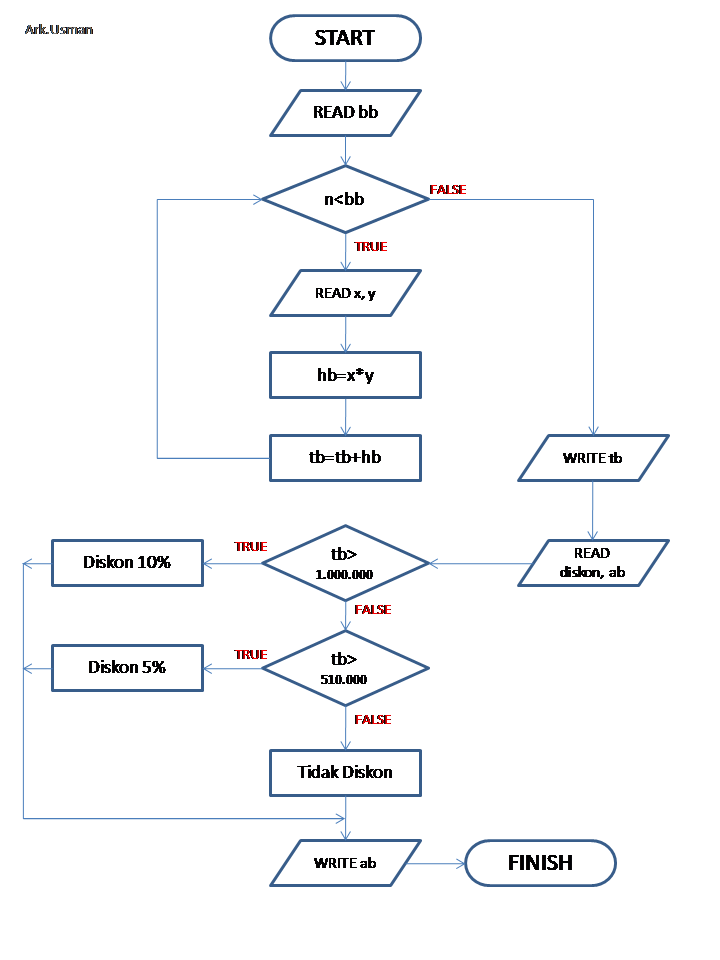 Ark.Usman
START
READ bb
n<bb
FALSE
TRUE
READ x, y
hb=x*y
tb=tb+hb
WRITE tb
READ
diskon, ab
tb>
1.000.000
TRUE
Diskon 10%
FALSE
tb>
510.000
TRUE
Diskon 5%
FALSE
Tidak Diskon
WRITE ab
FINISH